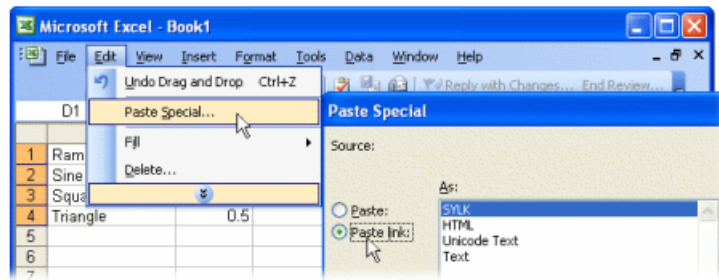 Microsoft Excel - Book1
File Edit View Insert Format Tools Data Window Help
Undo Drag and Drop Ctrl+Z
Reply with Changes... End Review...
D1
Paste Special...
Fill
Delete...
1 Ram
2 Sine
3 Squa
4 Triangle 0.5
5
6
7
Paste Special
Source:
As:
Paste:
Paste link:
SYLK
HTML
Unicode Text
Text